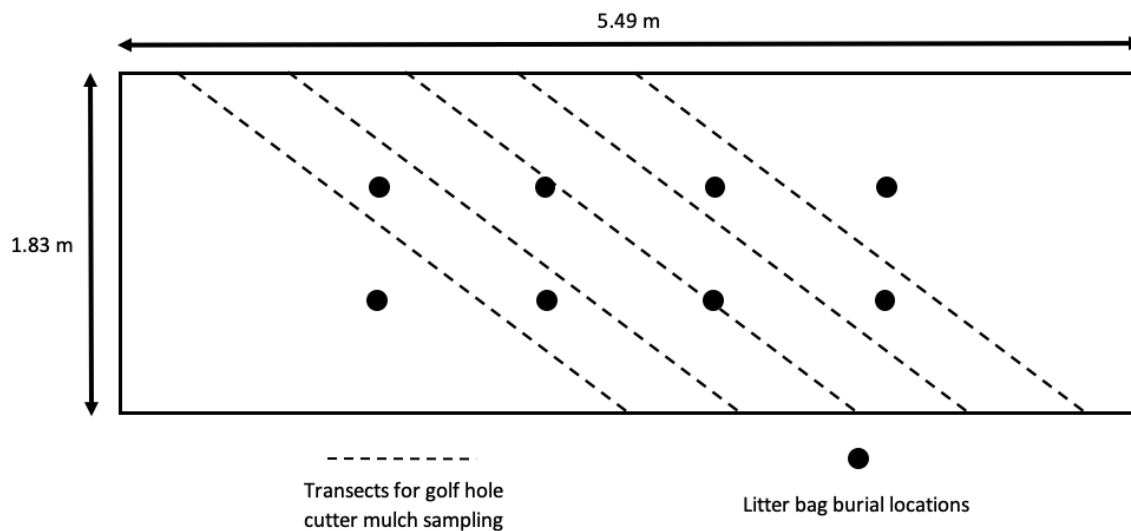 5.49 m
1.83 m
Transects for golf hole
cutter mulch sampling
Litter bag burial locations